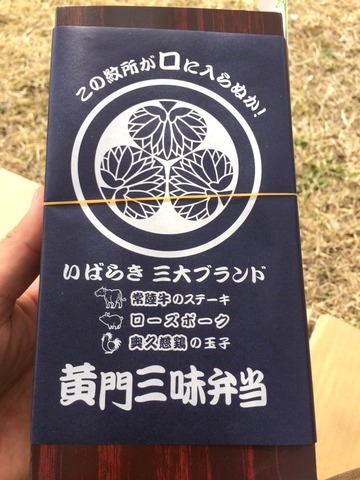 この紋所が口に入らぬか!
いばらき 三大ブランド
常陸牛のステーキ
ローズポーク
奥久慈鶏の玉子
黄門三味弁当